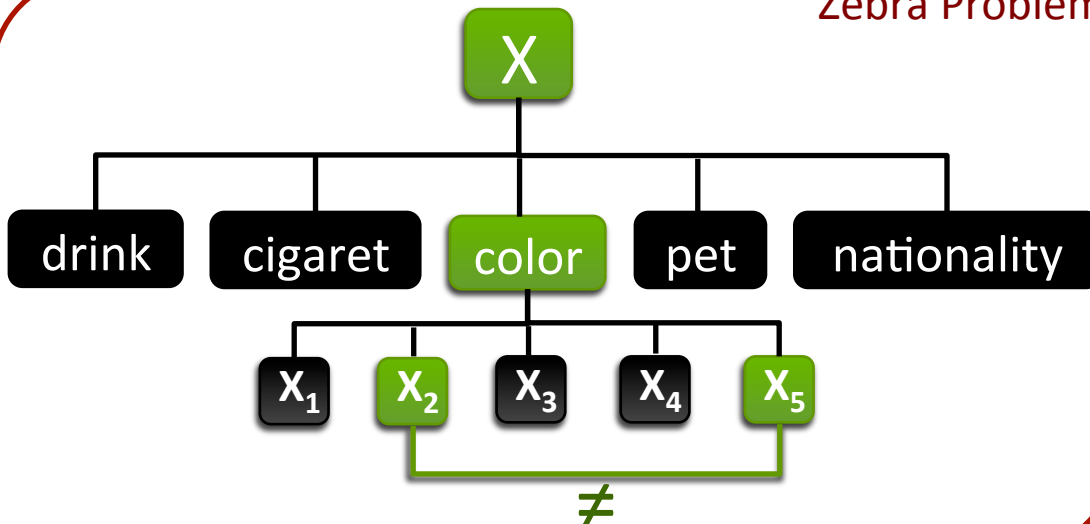 Zebra Problem
X
drink cigaret color pet nationality
X₁ X₂ X₃ X₄ X₅
≠